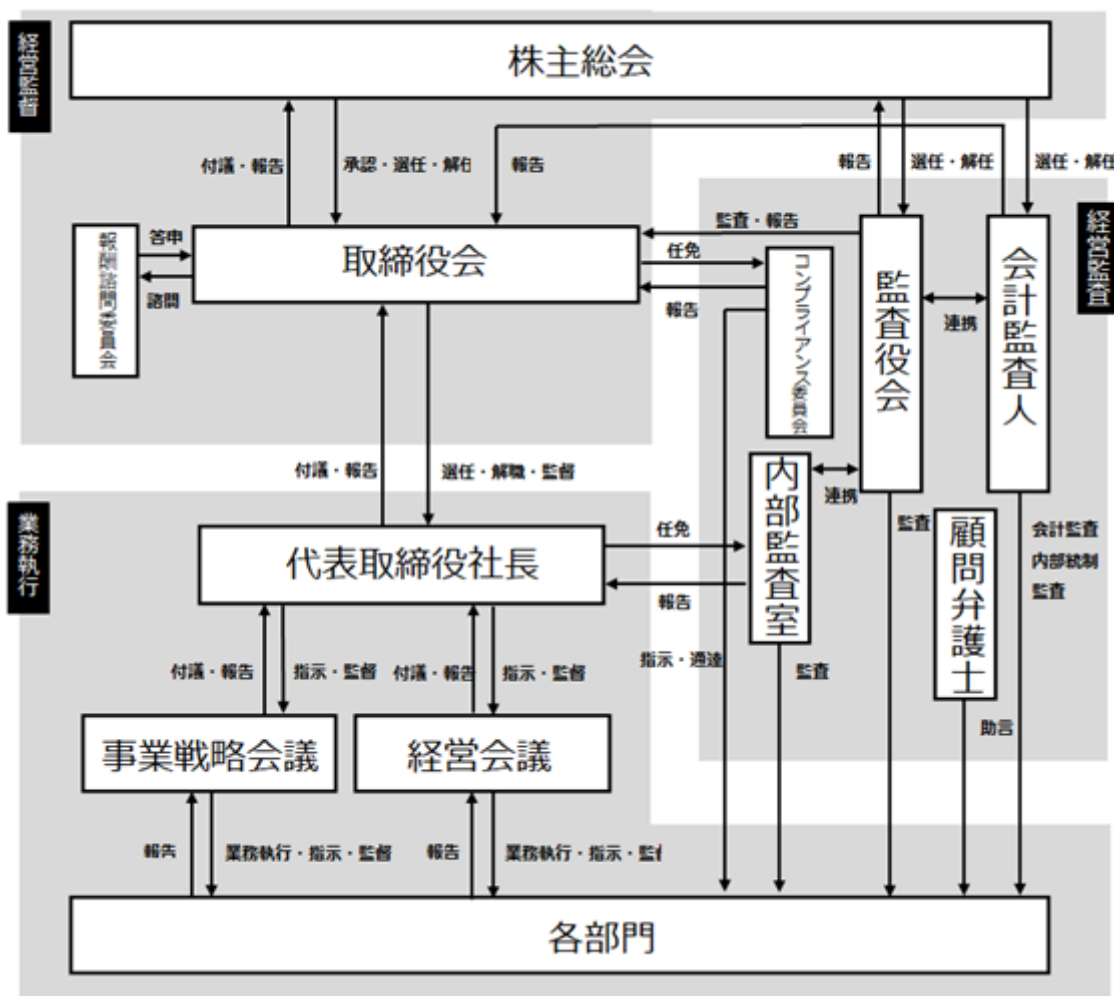 経営監督
株主総会
付議・報告
承認・選任・解任
報告
報告
選任・解任
選任・解任
経営監査
報酬諮問委員会
答申
諮問
取締役会
監査・報告
任免
報告
コンプライアンス委員会
監査役会
連携
会計監査人
付議・報告
選任・解職・監督
内部監査室
連携
監査
顧問弁護士
会計監査
内部統制
監査
業務執行
代表取締役社長
任免
報告
付議・報告
指示・監督
付議・報告
指示・監督
指示・通達
監査
助言
事業戦略会議
経営会議
報告
業務執行・指示・監督
報告
業務執行・指示・監
各部門